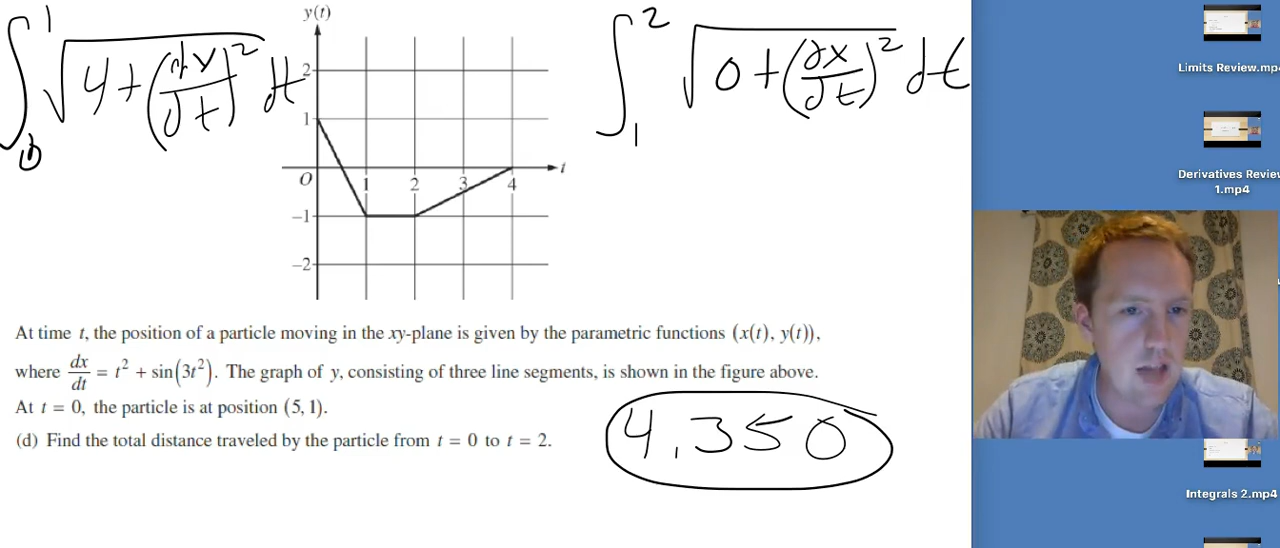 y(t)
∫₀¹ √(4+(dx/dt)²) dt
∫₁² √(0+(dx/dt)²) dt
2
1
O
1 2 3 4 t
−1
−2
At time t, the position of a particle moving in the xy-plane is given by the parametric functions (x(t), y(t)),
where dx/dt = t² + sin(3t²). The graph of y, consisting of three line segments, is shown in the figure above.
At t = 0, the particle is at position (5, 1).
(d) Find the total distance traveled by the particle from t = 0 to t = 2.
4.350
Limits Review.mp4
Derivatives Review
1.mp4
Integrals 2.mp4